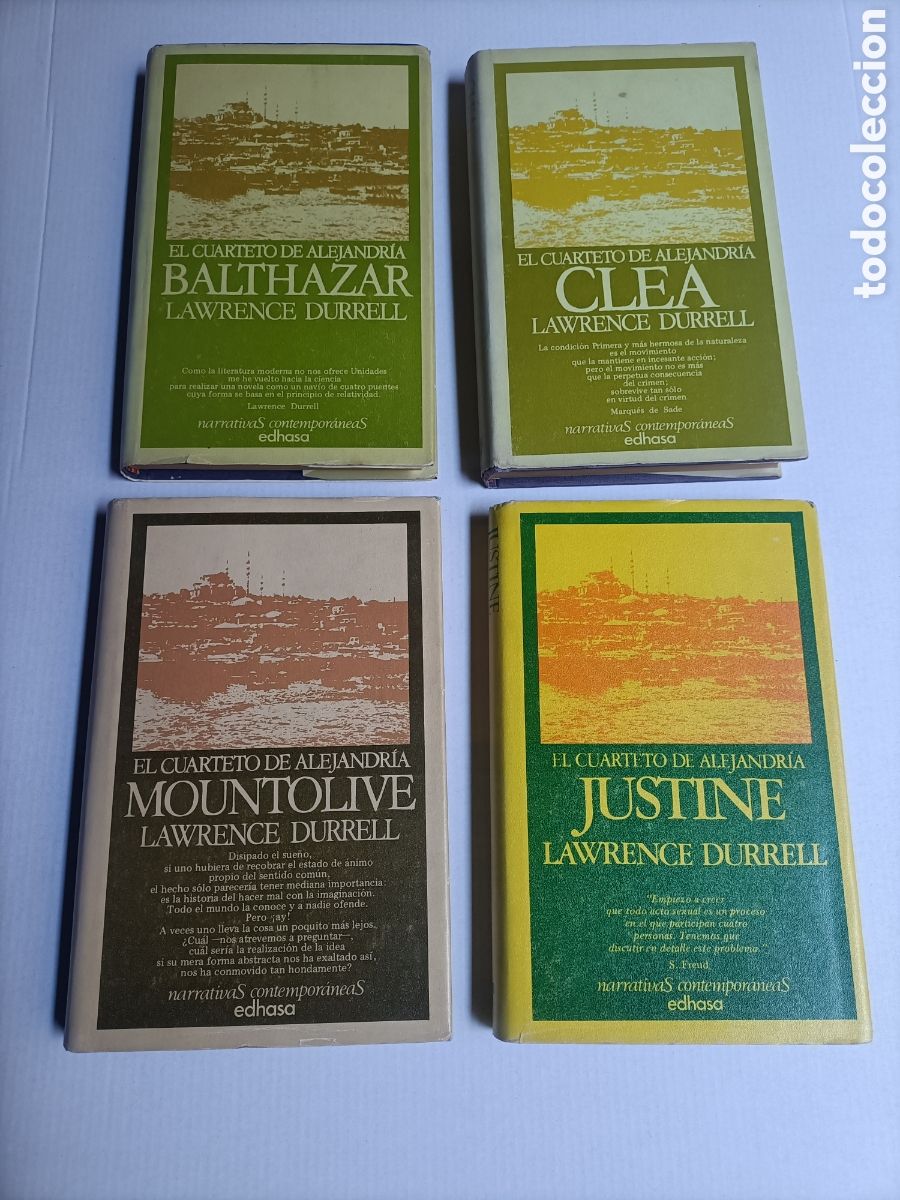 EL CUARTETO DE ALEJANDRÍA
BALTHAZAR
LAWRENCE DURRELL
Como la literatura moderna no nos ofrece Unidades
me he vuelto hacia la ciencia
para realizar una novela como un navío de cuatro puentes
cuya forma se basa en el principio de relatividad.
Lawrence Durrell
narrativaS contemporáneaS
edhasa
EL CUARTETO DE ALEJANDRÍA
CLEA
LAWRENCE DURRELL
La condición Primera y más hermosa de la naturaleza
es el movimiento
que la mantiene en incesante acción;
pero el movimiento no es más
que la perpetua consecuencia
del crimen;
sobrevive tan sólo
en virtud del crimen
Marqués de Sade
narrativaS contemporáneaS
edhasa
EL CUARTETO DE ALEJANDRÍA
MOUNTOLIVE
LAWRENCE DURRELL
Disipado el sueño,
si uno hubiera de recobrar el estado de ánimo
propio del sentido común,
el hecho sólo parecería tener mediana importancia:
es la historia del hacer mal con la imaginación.
Todo el mundo la conoce y a nadie ofende.
Pero ¡ay!
A veces uno lleva la cosa un poquito más lejos.
¿Cuál —nos atrevemos a preguntar—,
cuál sería la realización de la idea
si su mera forma abstracta nos ha exaltado así,
nos ha conmovido tan hondamente?
narrativaS contemporáneaS
edhasa
JUSTINE
EL CUARTETO DE ALEJANDRÍA
JUSTINE
LAWRENCE DURRELL
"Empiezo a creer
que todo acto sexual es un proceso
en el que participan cuatro
personas. Tenemos que
discutir en detalle este problema."
S. Freud
narrativaS contemporáneaS
edhasa
todocoleccion